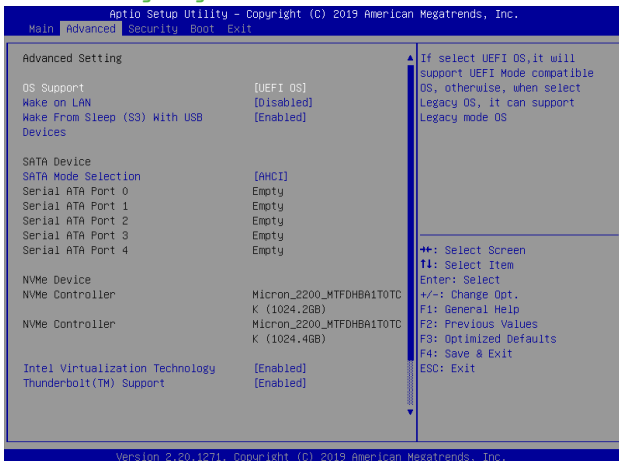 Aptio Setup Utility – Copyright (C) 2019 American Megatrends, Inc.
Main Advanced Security Boot Exit
Advanced Setting
OS Support [UEFI OS]
Wake on LAN [Disabled]
Wake From Sleep (S3) With USB [Enabled]
Devices
SATA Device
SATA Mode Selection [AHCI]
Serial ATA Port 0 Empty
Serial ATA Port 1 Empty
Serial ATA Port 2 Empty
Serial ATA Port 3 Empty
Serial ATA Port 4 Empty
NVMe Device
NVMe Controller Micron_2200_MTFDHBA1T0TC
K (1024.2GB)
NVMe Controller Micron_2200_MTFDHBA1T0TC
K (1024.4GB)
Intel Virtualization Technology [Enabled]
Thunderbolt(TM) Support [Enabled]
If select UEFI OS,it will
support UEFI Mode compatible
OS, otherwise, when select
Legacy OS, it can support
Legacy mode OS
→←: Select Screen
↑↓: Select Item
Enter: Select
+/-: Change Opt.
F1: General Help
F2: Previous Values
F3: Optimized Defaults
F4: Save & Exit
ESC: Exit
Version 2.20.1271. Copyright (C) 2019 American Megatrends, Inc.